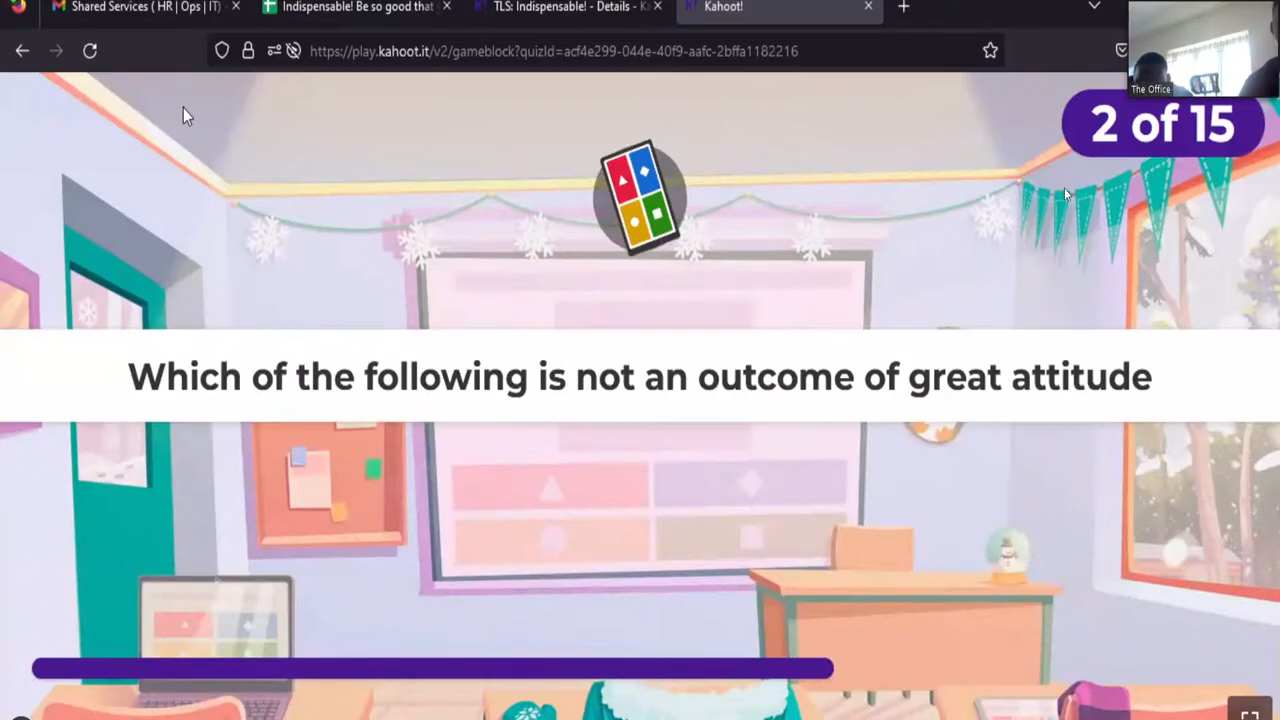 Shared Services ( HR | Ops | IT)
Indispensable! Be so good that
TLS: Indispensable! - Details - Ka
Kahoot!
https://play.kahoot.it/v2/gameblock?quizId=acf4e299-044e-40f9-aafc-2bffa1182216
The Office
2 of 15
Which of the following is not an outcome of great attitude